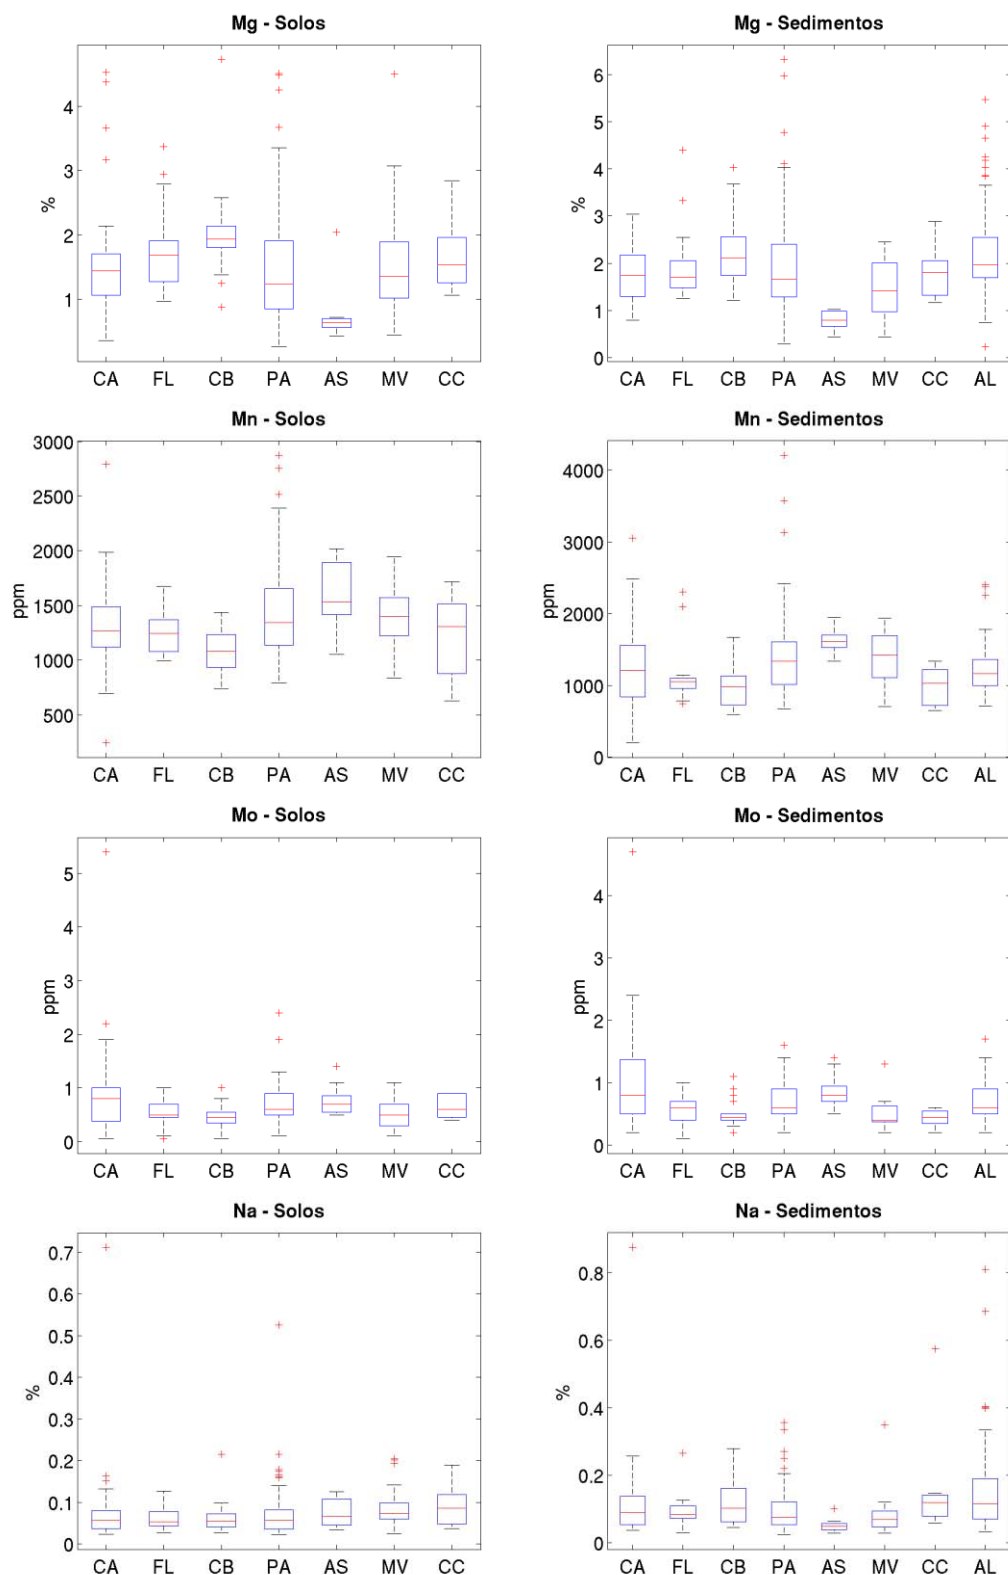 Mg - Solos
Mg - Sedimentos
4
3
2
1
%
CA FL CB PA AS MV CC
6
5
4
3
2
1
0
%
CA FL CB PA AS MV CC AL
Mn - Solos
Mn - Sedimentos
3000
2500
2000
1500
1000
500
ppm
CA FL CB PA AS MV CC
4000
3000
2000
1000
0
ppm
CA FL CB PA AS MV CC AL
Mo - Solos
Mo - Sedimentos
5
4
3
2
1
0
ppm
CA FL CB PA AS MV CC
4
3
2
1
0
ppm
CA FL CB PA AS MV CC AL
Na - Solos
Na - Sedimentos
0.7
0.6
0.5
0.4
0.3
0.2
0.1
0
%
CA FL CB PA AS MV CC
0.8
0.6
0.4
0.2
0
%
CA FL CB PA AS MV CC AL